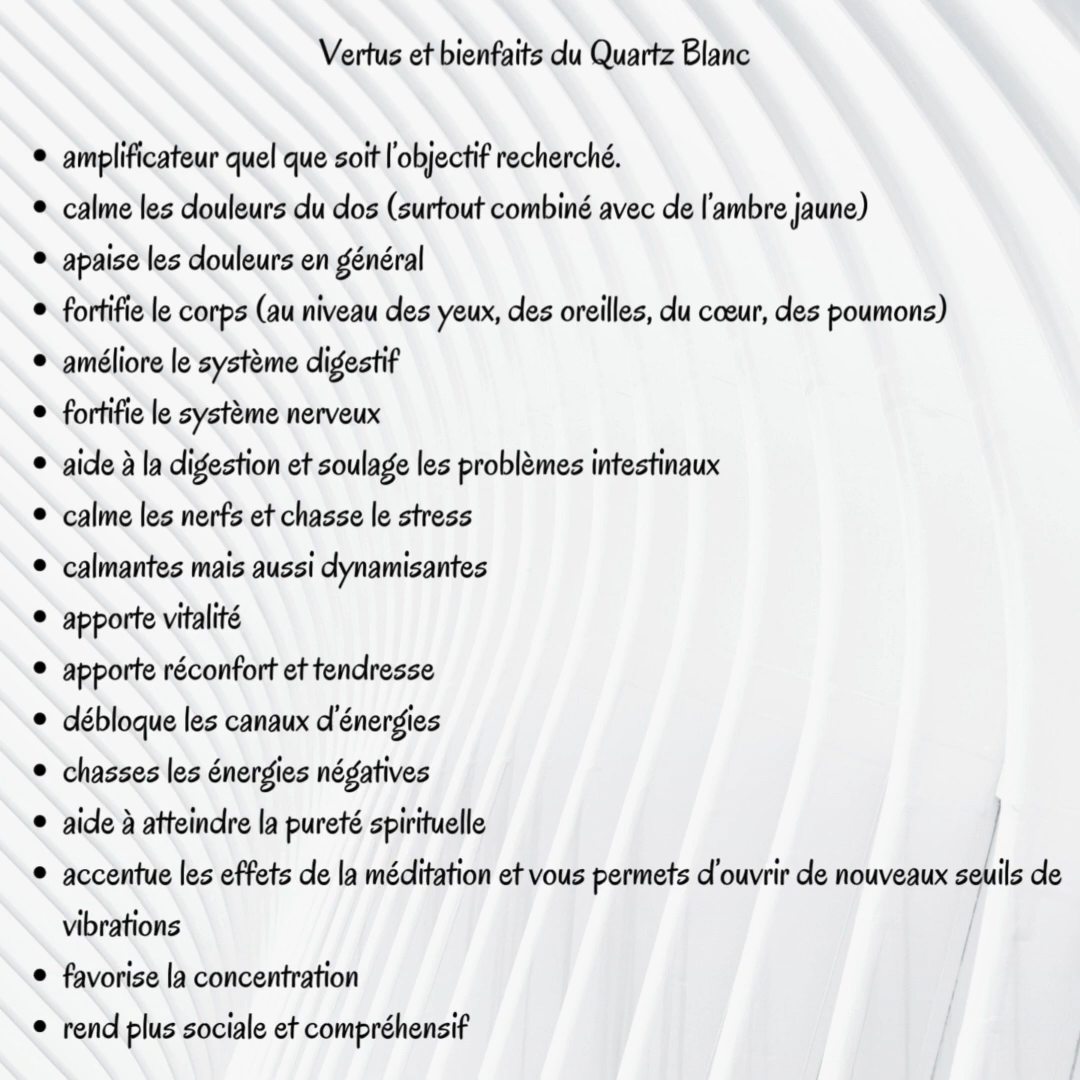 Vertus et bienfaits du Quartz Blanc
• amplificateur quel que soit l'objectif recherché.
• calme les douleurs du dos (surtout combiné avec de l'ambre jaune)
• apaise les douleurs en général
• fortifie le corps (au niveau des yeux, des oreilles, du cœur, des poumons)
• améliore le système digestif
• fortifie le système nerveux
• aide à la digestion et soulage les problèmes intestinaux
• calme les nerfs et chasse le stress
• calmantes mais aussi dynamisantes
• apporte vitalité
• apporte réconfort et tendresse
• débloque les canaux d'énergies
• chasses les énergies négatives
• aide à atteindre la pureté spirituelle
• accentue les effets de la méditation et vous permets d'ouvrir de nouveaux seuils de
vibrations
• favorise la concentration
• rend plus sociale et compréhensif